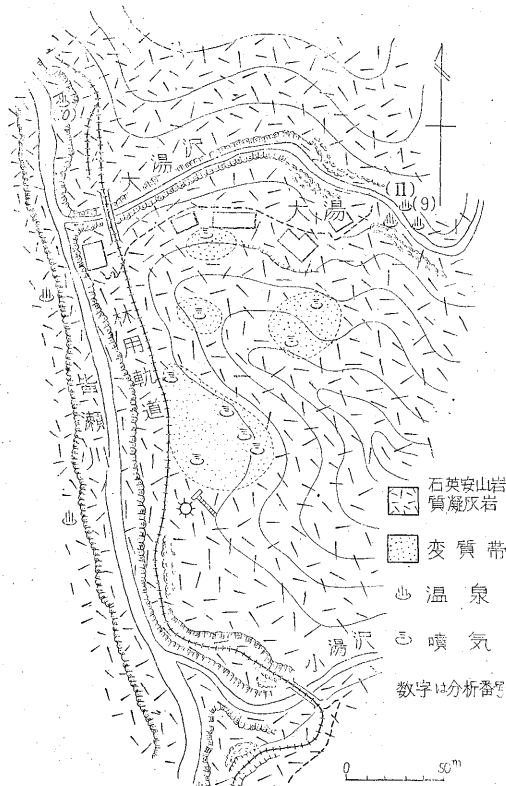 大湯沢
(11)
(9)
大湯
林用軌道
皆瀬川
石英安山岩
質凝灰岩
変質帯
温泉
噴気
小湯沢
数字は分析番号
0 50m